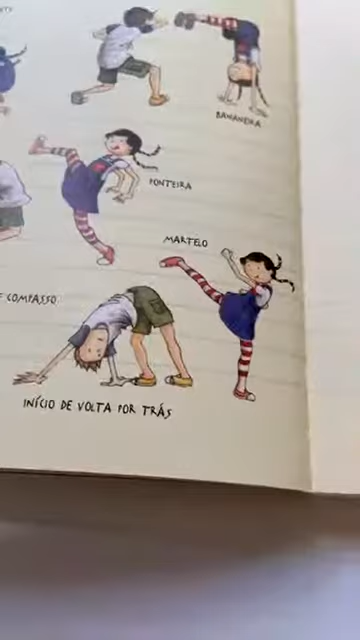 BANANEIRA
PONTEIRA
MARTELO
COMPASSO
INÍCIO DE VOLTA POR TRÁS